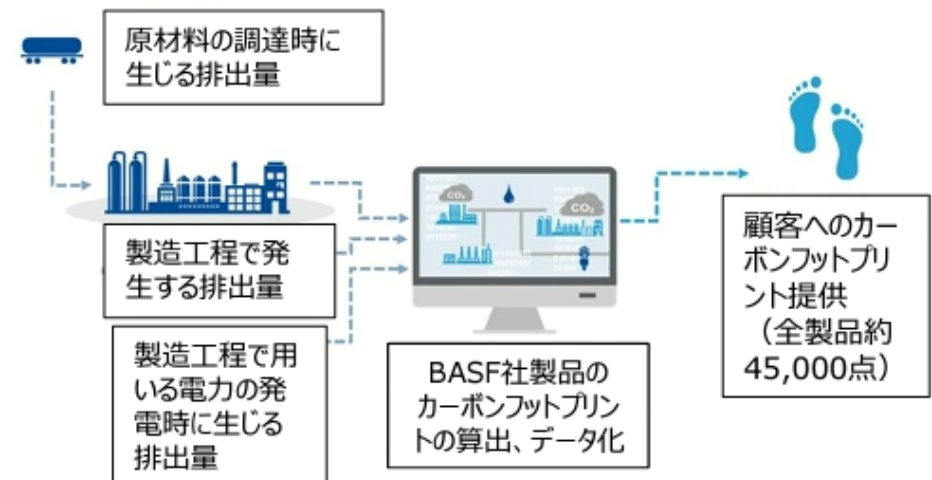 原材料の調達時に
生じる排出量
製造工程で発
生する排出量
製造工程で用
いる電力の発
電時に生じる
排出量
CO₂
CO₂
BASF社製品の
カーボンフットプリン
トの算出、データ化
顧客へのカー
ボンフットプリ
ント提供
（全製品約
45,000点）